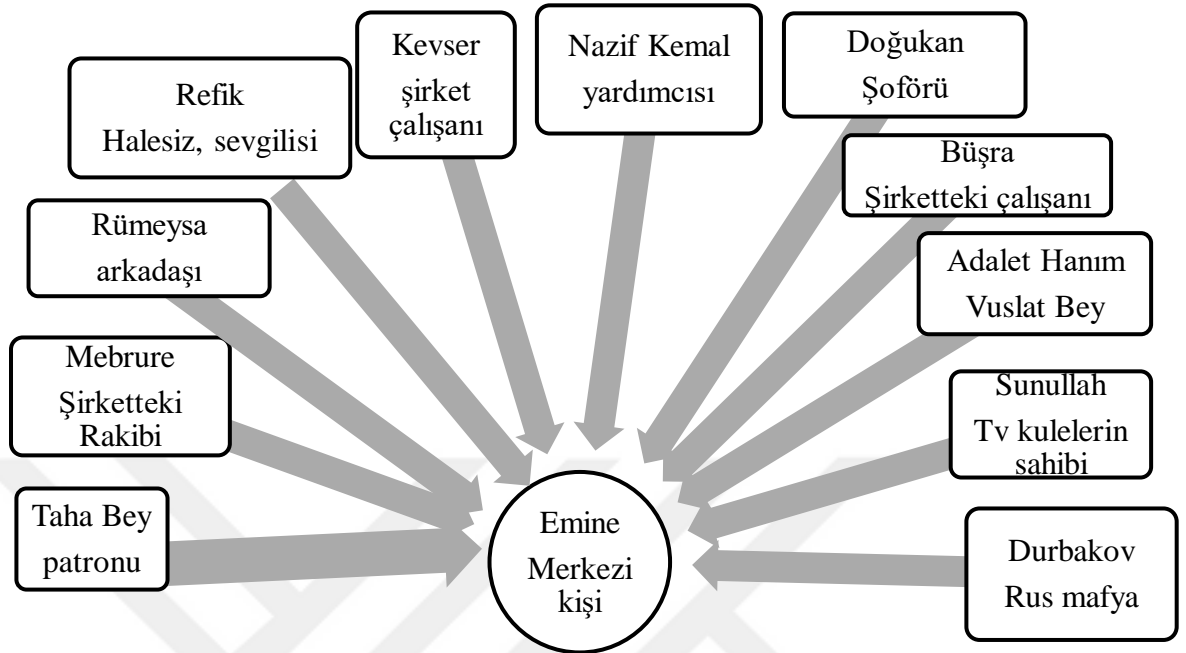 Taha Bey
patronu
Mebrure
Şirketteki
Rakibi
Rümeysa
arkadaşı
Refik
Halesiz, sevgilisi
Kevser
şirket
çalışanı
Nazif Kemal
yardımcısı
Doğukan
Şoförü
Büşra
Şirketteki çalışanı
Adalet Hanım
Vuslat Bey
Sunullah
Tv kulelerin
sahibi
Durbakov
Rus mafya
Emine
Merkezi
kişi